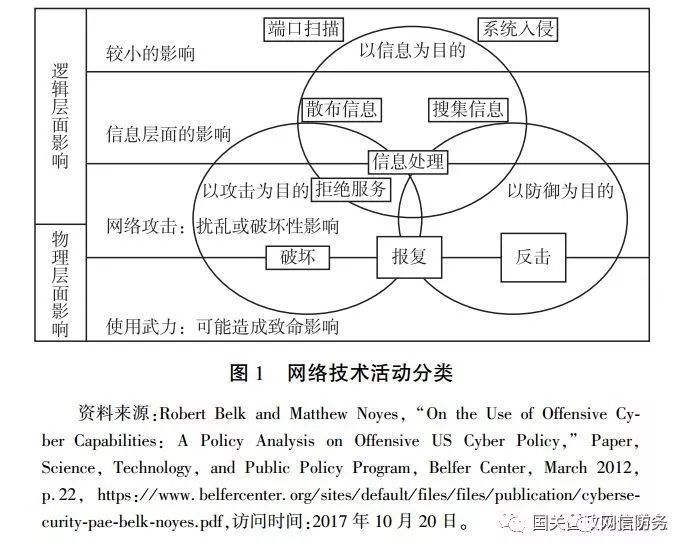 端口扫描
系统入侵
较小的影响
以信息为目的
逻辑层面影响
散布信息
搜集信息
信息层面的影响
信息处理
以攻击为目的
拒绝服务
以防御为目的
网络攻击：扰乱或破坏性影响
物理层面影响
破坏
报复
反击
使用武力：可能造成致命影响
图 1 网络技术活动分类
资料来源:Robert Belk and Matthew Noyes, “On the Use of Offensive Cy-
ber Capabilities: A Policy Analysis on Offensive US Cyber Policy,” Paper,
Science, Technology, and Public Policy Program, Belfer Center, March 2012,
p.22, https://www.belfercenter.org/sites/default/files/files/publication/cyberse-
curity-pae-belk-noyes.pdf,访问时间:2017 年 10 月 20 日。
国关国政网信防务